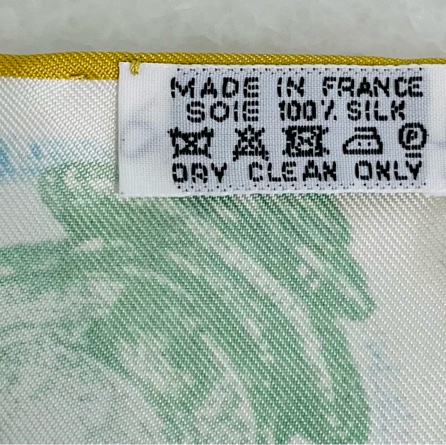 MADE IN FRANCE
SOIE 100% SILK
P
DRY CLEAN ONLY